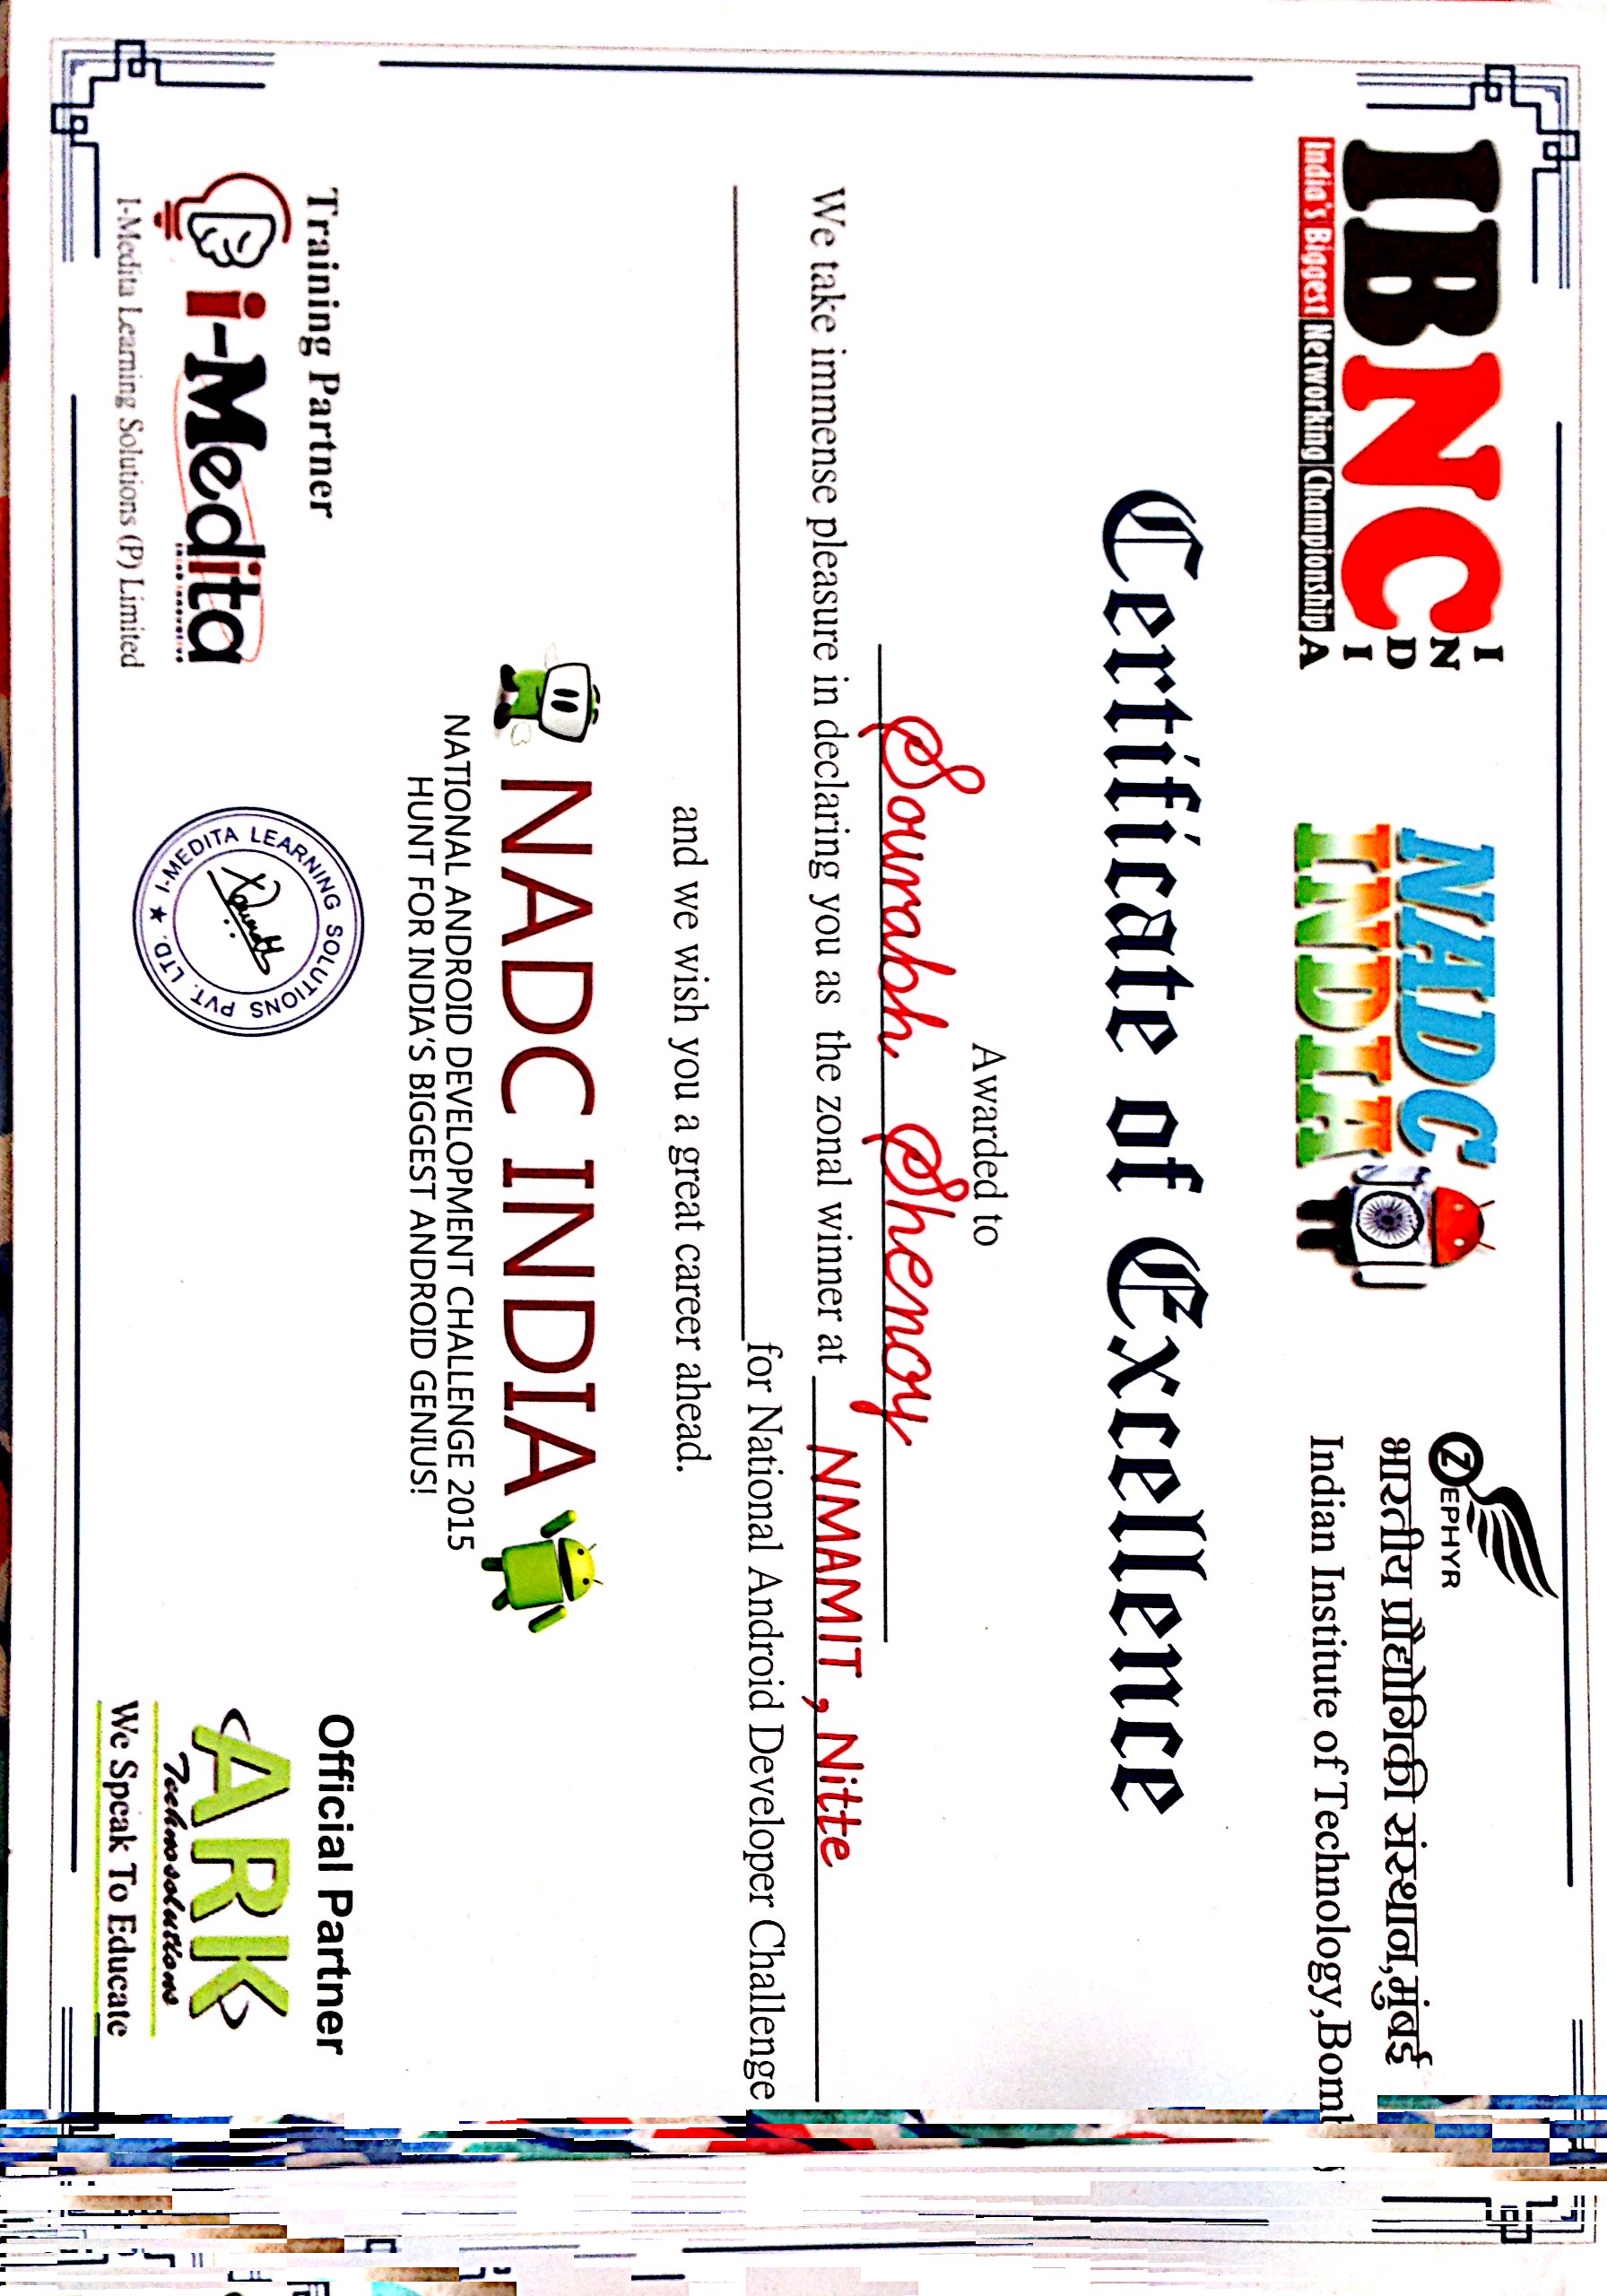 IBNC INDIA
India's Biggest Networking Championship
NADC
INDIA
ZEPHYR
भारतीय प्रौद्योगिकी संस्थान,मुंबई
Indian Institute of Technology,
Certificate of Excellence
Awarded to
Sourabh Shenoy
We take immense pleasure in declaring you as the zonal winner at NMAMIT, Nitte
for National Android Developer Challenge
and we wish you a great career ahead.
NADC INDIA
NATIONAL ANDROID DEVELOPMENT CHALLENGE 2015
HUNT FOR INDIA'S BIGGEST ANDROID GENIUS!
Training Partner
i-Medita
think innovative
I-Medita Learning Solutions (P) Limited
I-MEDITA LEARNING SOLUTIONS PVT. LTD. ★
Official Partner
ARK
Technosolutions
We Speak To Educate